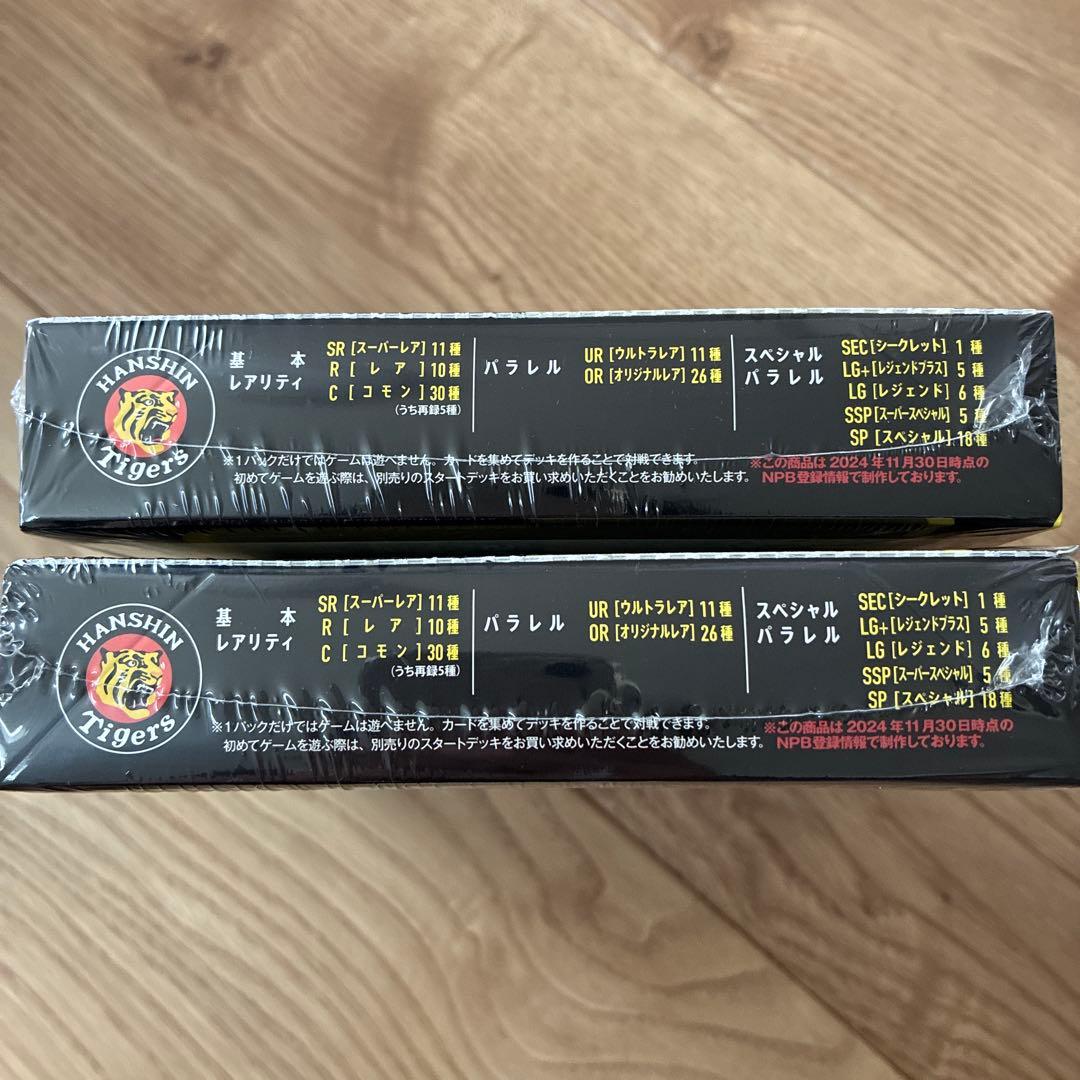 HANSHIN
Tigers
基本
レアリティ
SR [スーパーレア] 11種
R [レア] 10種
C [コモン] 30種
(うち再録5種)
パラレル
UR [ウルトラレア] 11種
OR [オリジナルレア] 26種
スペシャル
パラレル
SEC [シークレット] 1種
LG+ [レジェンドプラス] 5種
LG [レジェンド] 6種
SSP [スーパースペシャル] 5種
SP [スペシャル] 18種
※1パックだけではゲームは遊べません。カードを集めてデッキを作ることで対戦できます。
初めてゲームを遊ぶ際は、別売りのスタートデッキをお買い求めいただくことをお勧めいたします。
※この商品は2024年11月30日時点の
NPB登録情報で制作しております。
HANSHIN
Tigers
基本
レアリティ
SR [スーパーレア] 11種
R [レア] 10種
C [コモン] 30種
(うち再録5種)
パラレル
UR [ウルトラレア] 11種
OR [オリジナルレア] 26種
スペシャル
パラレル
SEC [シークレット] 1種
LG+ [レジェンドプラス] 5種
LG [レジェンド] 6種
SSP [スーパースペシャル] 5種
SP [スペシャル] 18種
※1パックだけではゲームは遊べません。カードを集めてデッキを作ることで対戦できます。
初めてゲームを遊ぶ際は、別売りのスタートデッキをお買い求めいただくことをお勧めいたします。
※この商品は2024年11月30日時点の
NPB登録情報で制作しております。